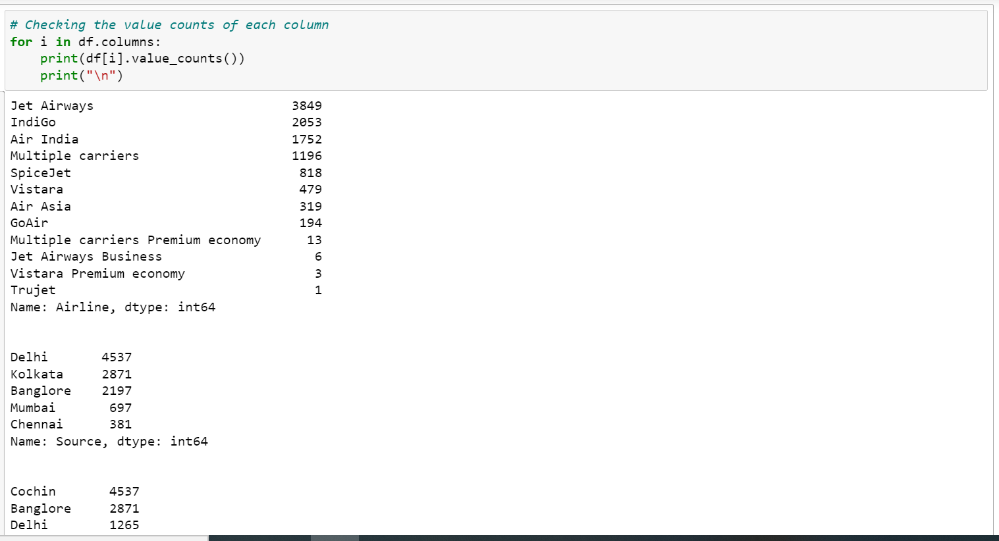 # Checking the value counts of each column
for i in df.columns:
    print(df[i].value_counts())
    print("\n")
Jet Airways                          3849
IndiGo                               2053
Air India                            1752
Multiple carriers                    1196
SpiceJet                              818
Vistara                               479
Air Asia                              319
GoAir                                 194
Multiple carriers Premium economy      13
Jet Airways Business                    6
Vistara Premium economy                 3
Trujet                                  1
Name: Airline, dtype: int64
Delhi       4537
Kolkata     2871
Banglore    2197
Mumbai       697
Chennai      381
Name: Source, dtype: int64
Cochin       4537
Banglore     2871
Delhi        1265